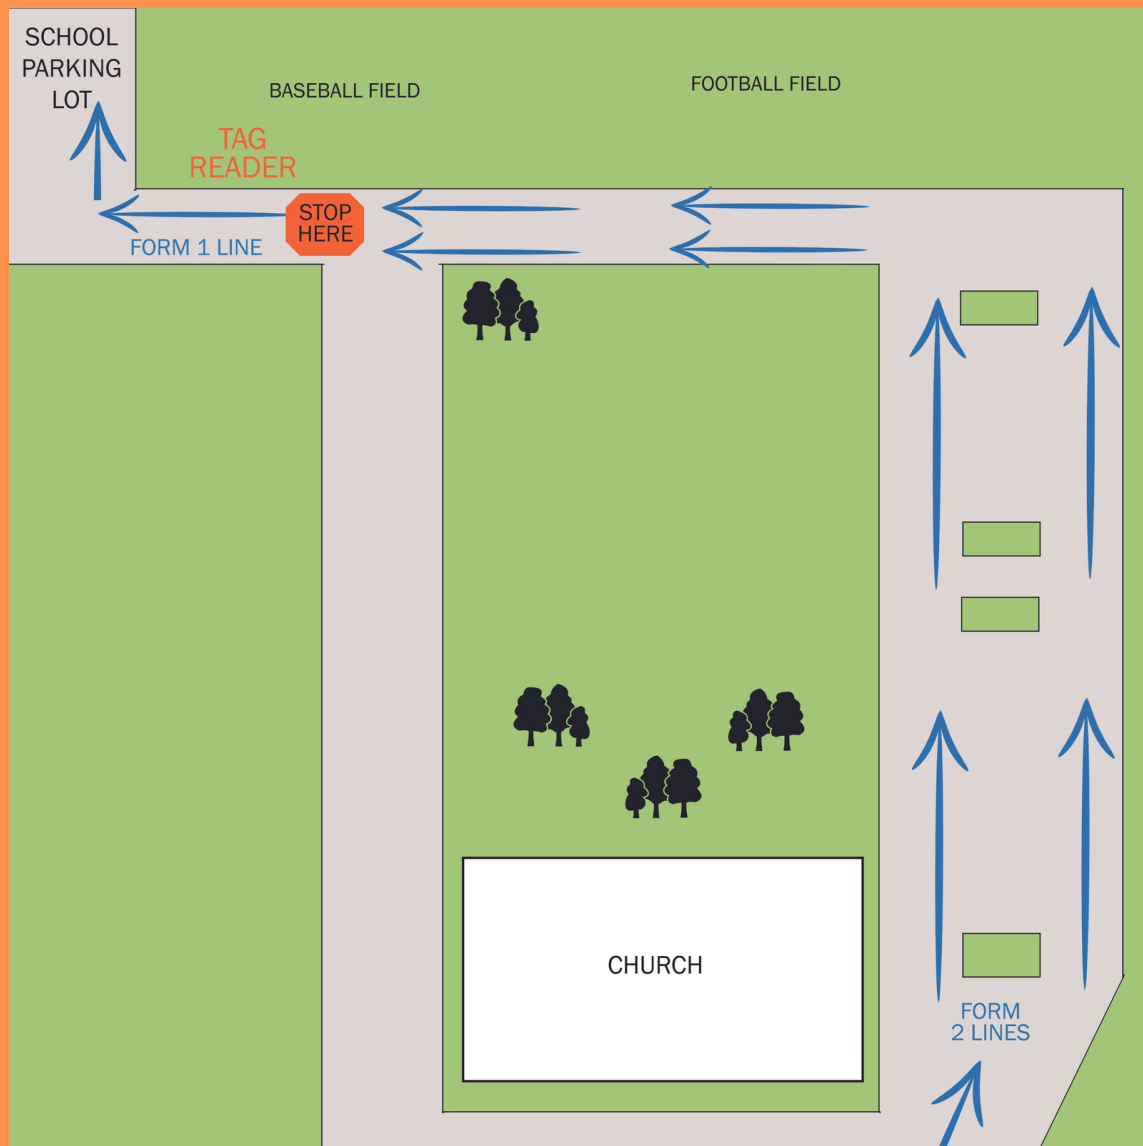 SCHOOL
PARKING
LOT
BASEBALL FIELD
FOOTBALL FIELD
TAG
READER
STOP
HERE
FORM 1 LINE
CHURCH
FORM
2 LINES